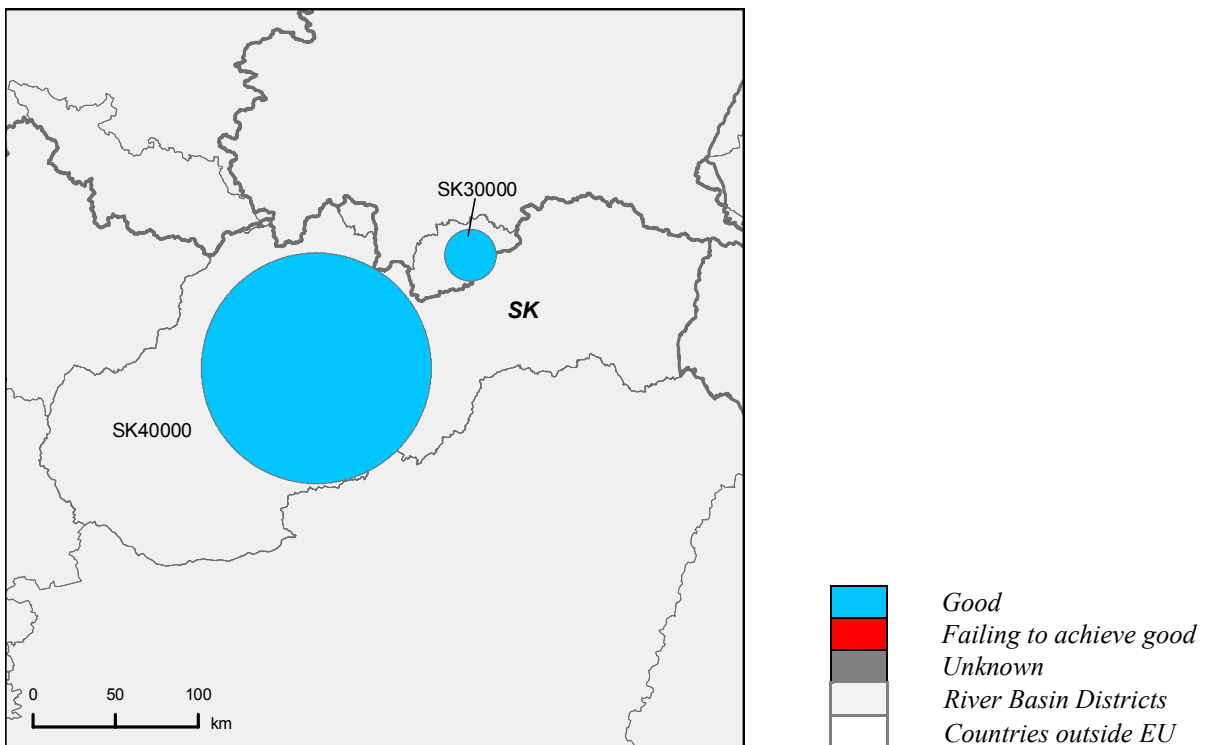 SK30000
SK
SK40000
0 50 100
km
Good
Failing to achieve good
Unknown
River Basin Districts
Countries outside EU